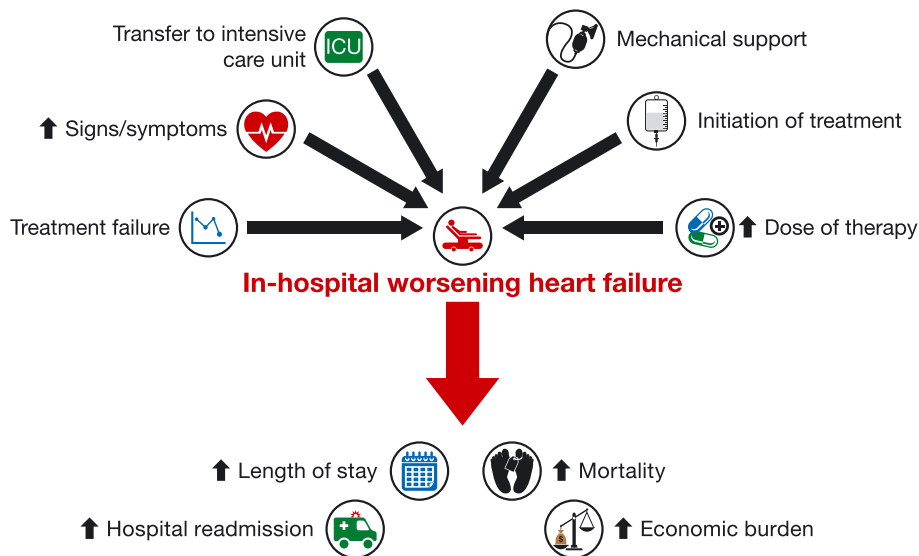 Transfer to intensive
care unit
ICU
Mechanical support
Signs/symptoms
Initiation of treatment
Treatment failure
Dose of therapy
In-hospital worsening heart failure
Length of stay
Mortality
Hospital readmission
$
Economic burden